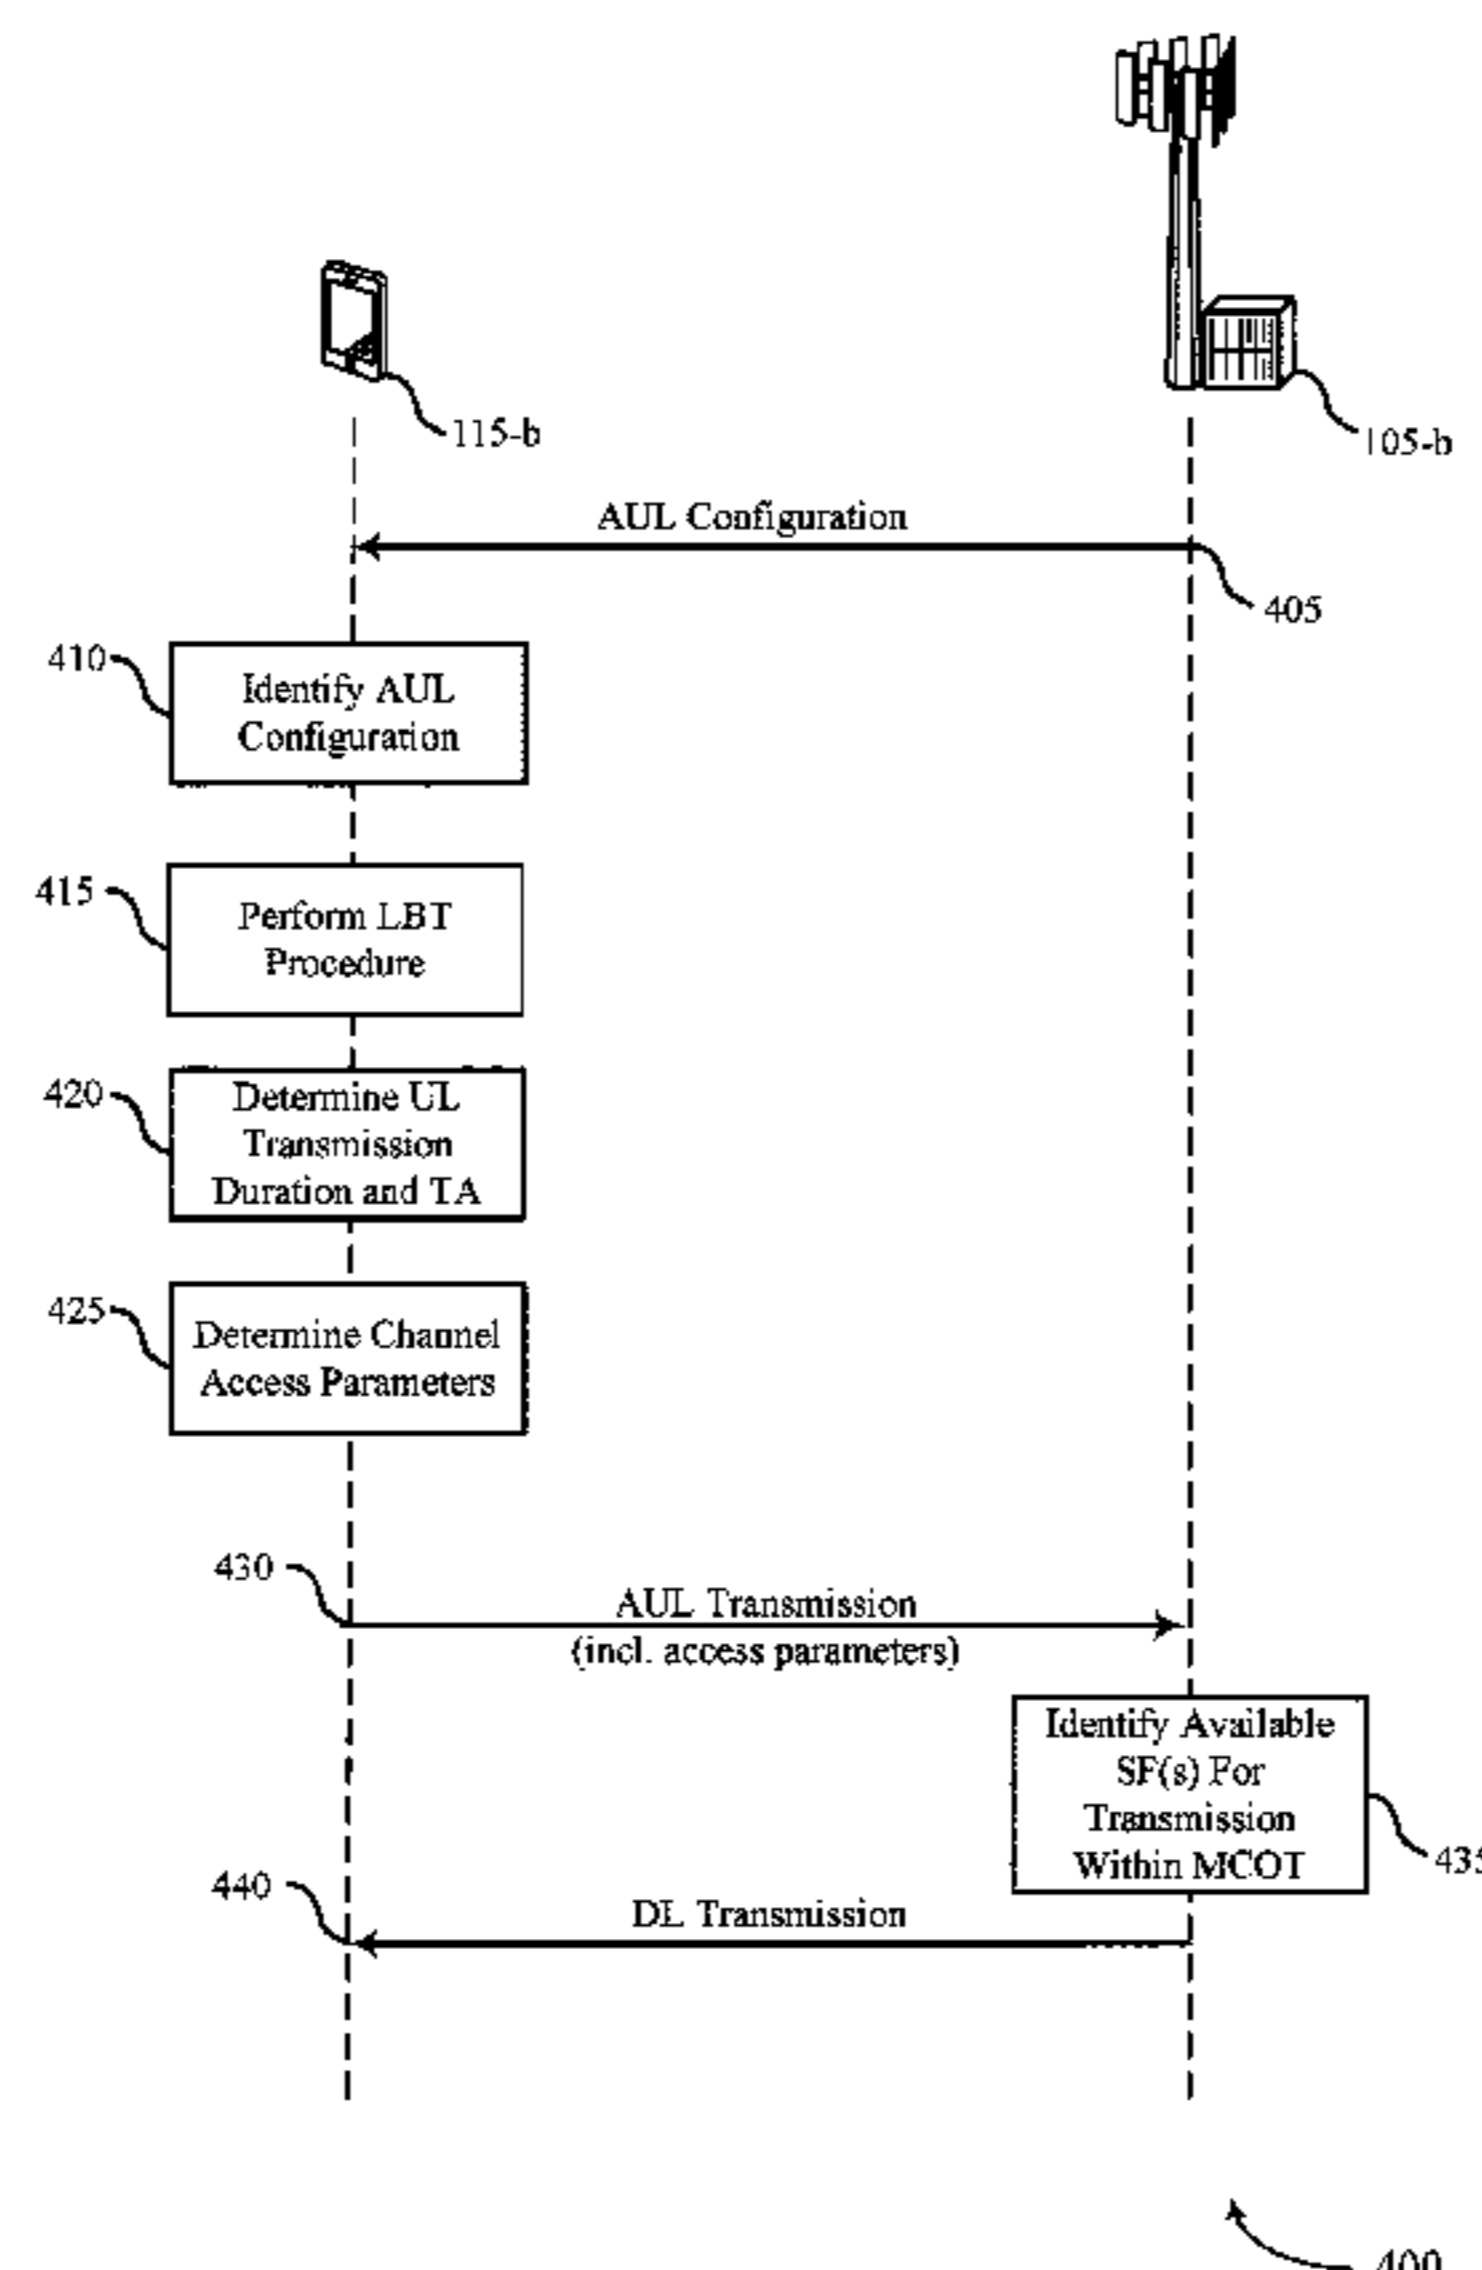 115-b
105-b
AUL Configuration
405
410
Identify AUL
Configuration
415
Perform LBT
Procedure
420
Determine UL
Transmission
Duration and TA
425
Determine Channel
Access Parameters
430
AUL Transmission
(incl. access parameters)
Identify Available
SF(s) For
Transmission
Within MCOT
435
440
DL Transmission
400